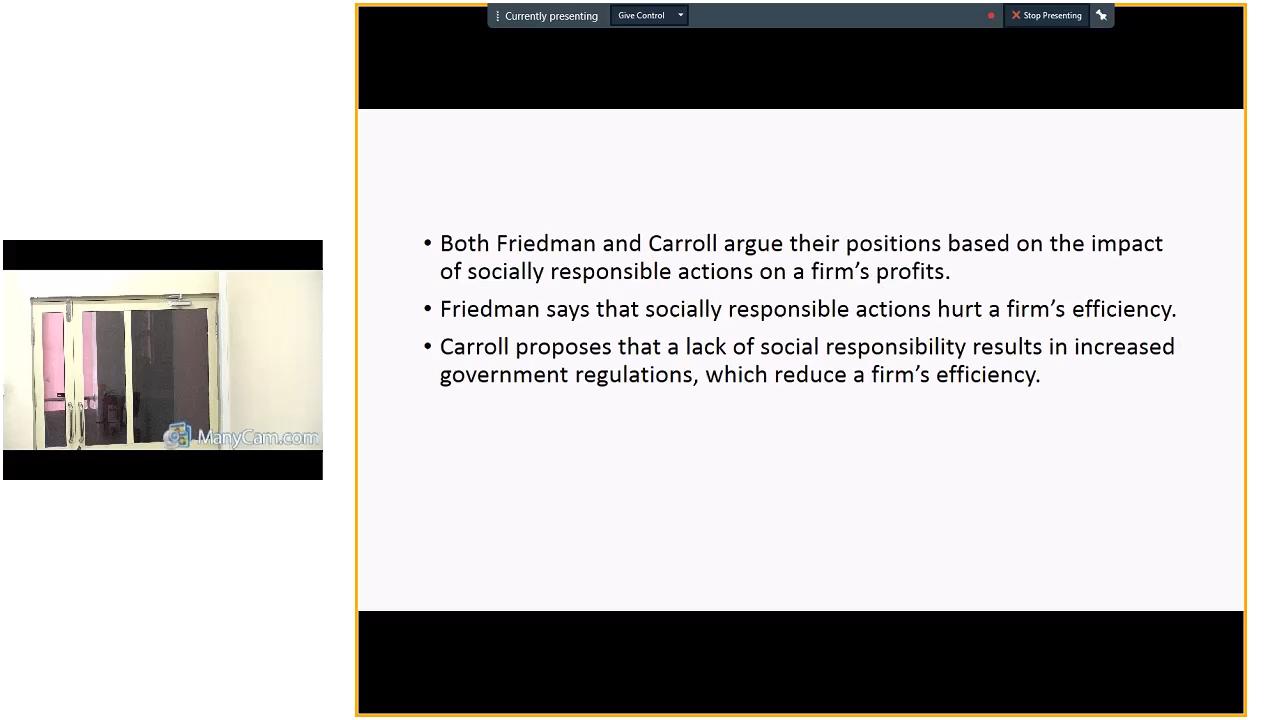 Currently presenting
Give Control
Stop Presenting
• Both Friedman and Carroll argue their positions based on the impact
of socially responsible actions on a firm's profits.
• Friedman says that socially responsible actions hurt a firm's efficiency.
• Carroll proposes that a lack of social responsibility results in increased
government regulations, which reduce a firm's efficiency.
ManyCam.com